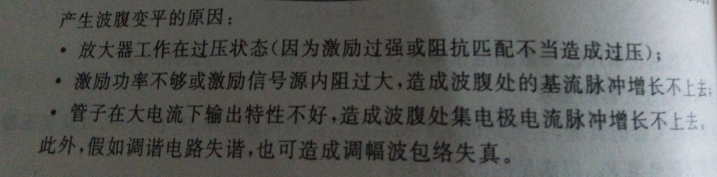 产生波腹变平的原因：
· 放大器工作在过压状态(因为激励过强或阻抗匹配不当造成过压)；
· 激励功率不够或激励信号源内阻过大，造成波腹处的基流脉冲增长不上去；
· 管子在大电流下输出特性不好，造成波腹处集电极电流脉冲增长不上去。
此外，假如调谐电路失谐，也可造成调幅波包络失真。